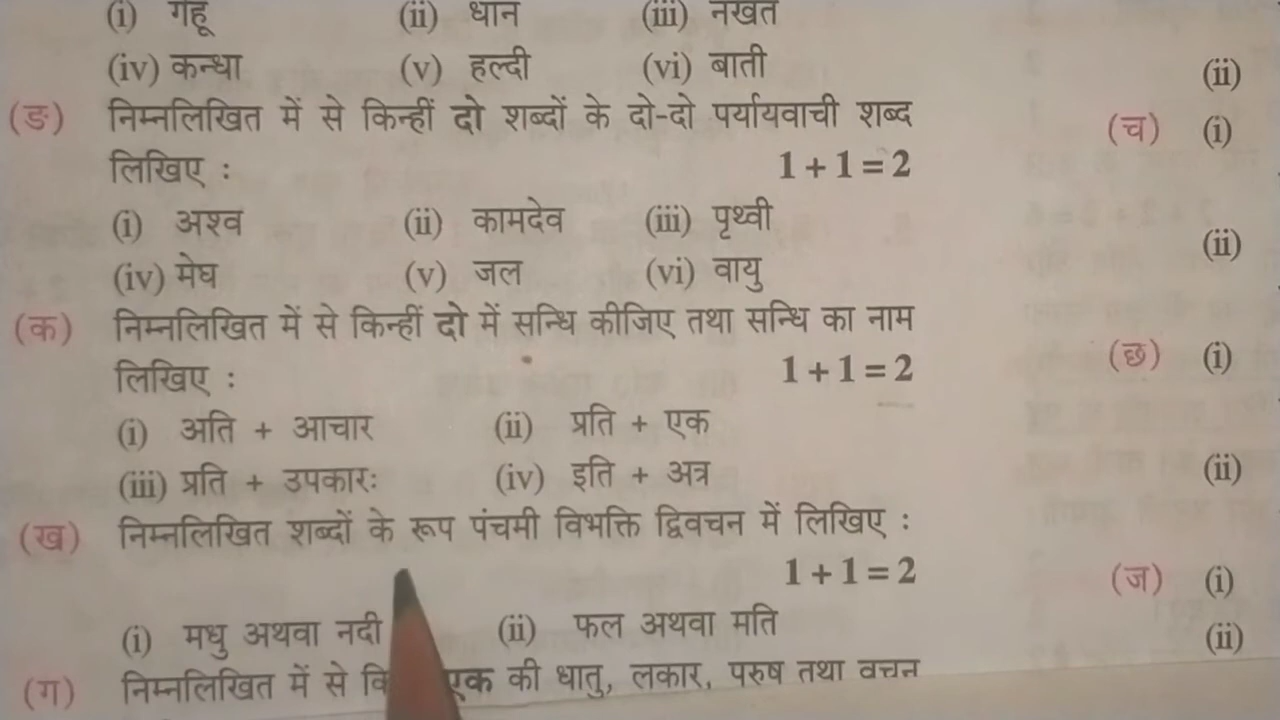 (i) गेहू (ii) धान (iii) नखत
(iv) कन्धा (v) हल्दी (vi) बाती
(ङ) निम्नलिखित में से किन्हीं दो शब्दों के दो-दो पर्यायवाची शब्द
लिखिए : 1 + 1 = 2
(i) अश्व (ii) कामदेव (iii) पृथ्वी
(iv) मेघ (v) जल (vi) वायु
(क) निम्नलिखित में से किन्हीं दो में सन्धि कीजिए तथा सन्धि का नाम
लिखिए : 1 + 1 = 2
(i) अति + आचार (ii) प्रति + एक
(iii) प्रति + उपकारः (iv) इति + अत्र
(ख) निम्नलिखित शब्दों के रूप पंचमी विभक्ति द्विवचन में लिखिए :
1 + 1 = 2
(i) मधु अथवा नदी (ii) फल अथवा मति
(ग) निम्नलिखित में से एक की धातु, लकार, परुष तथा वचन
(ii)
(च) (i)
(ii)
(छ) (i)
(ii)
(ज) (i)
(ii)